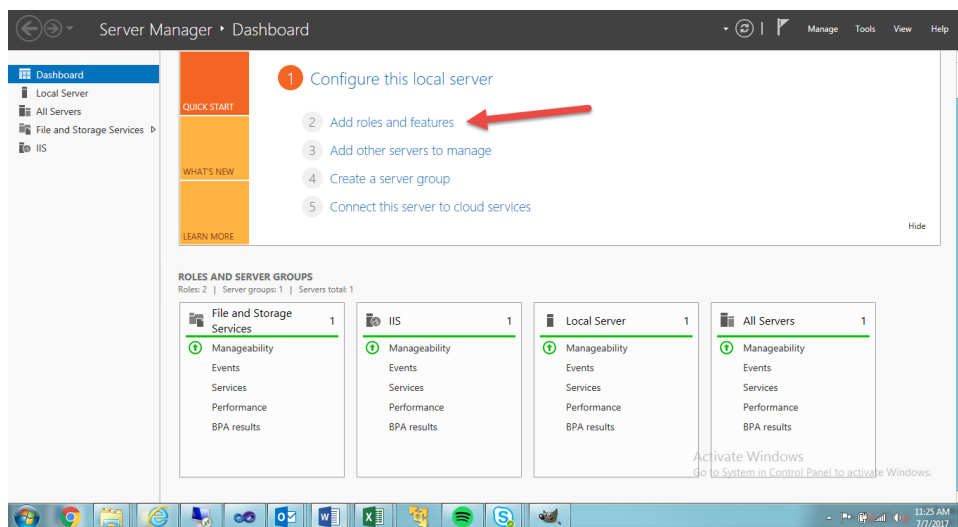 Server Manager • Dashboard
Manage Tools View Help
Dashboard
Local Server
All Servers
File and Storage Services
IIS
QUICK START
WHAT'S NEW
LEARN MORE
1 Configure this local server
2 Add roles and features
3 Add other servers to manage
4 Create a server group
5 Connect this server to cloud services
Hide
ROLES AND SERVER GROUPS
Roles: 2 | Server groups: 1 | Servers total: 1
File and Storage
Services 1
Manageability
Events
Services
Performance
BPA results
IIS 1
Manageability
Events
Services
Performance
BPA results
Local Server 1
Manageability
Events
Services
Performance
BPA results
All Servers 1
Manageability
Events
Services
Performance
BPA results
Activate Windows
Go to System in Control Panel to activate Windows.
11:25 AM
7/7/2017